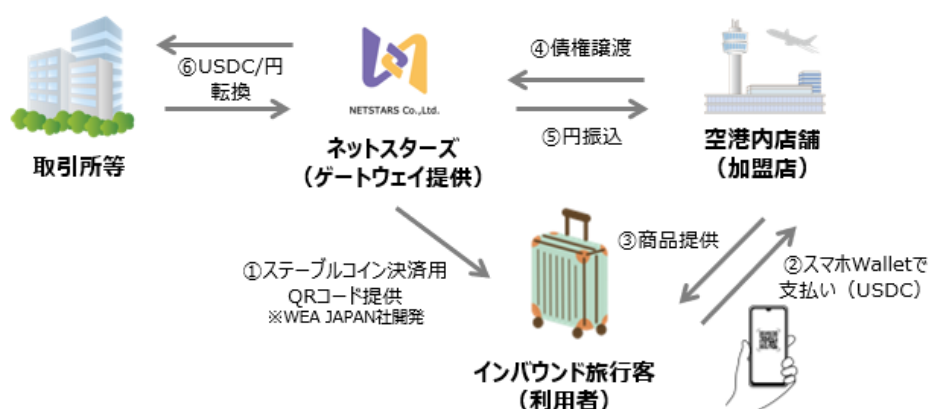 ⑥USDC/円
転換
取引所等
NETSTARS Co.,Ltd.
ネットスターズ
（ゲートウェイ提供）
④債権譲渡
⑤円振込
空港内店舗
（加盟店）
①ステーブルコイン決済用
QRコード提供
※WEA JAPAN社開発
③商品提供
②スマホWalletで
支払い（USDC）
インバウンド旅行客
（利用者）